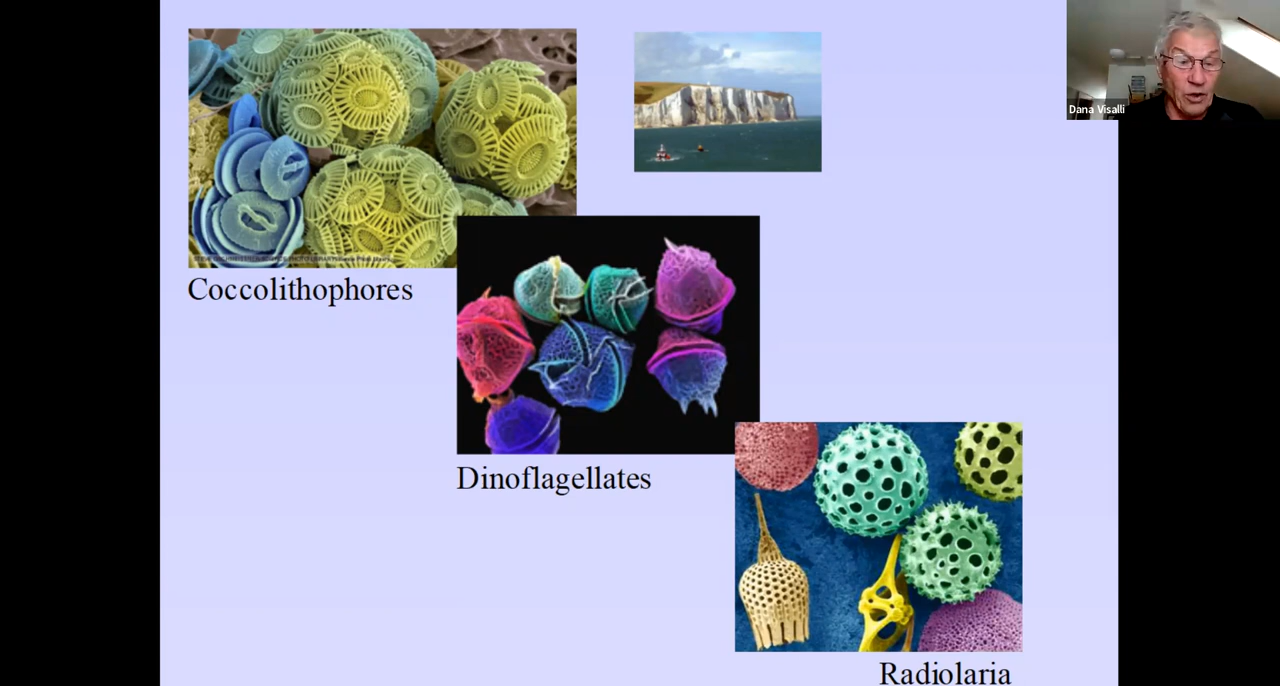 Dana Visalli
Coccolithophores
Dinoflagellates
Radiolaria